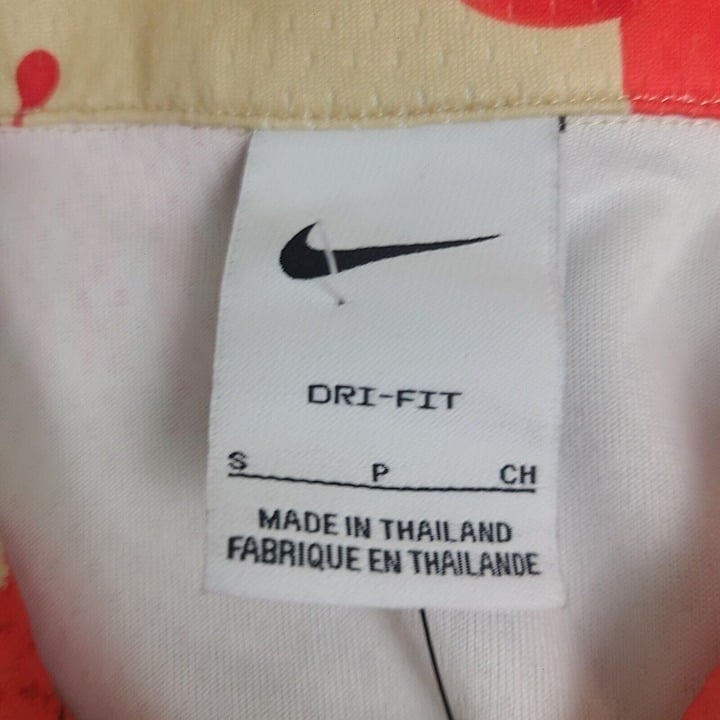 DRI-FIT
S P CH
MADE IN THAILAND
FABRIQUE EN THAILANDE